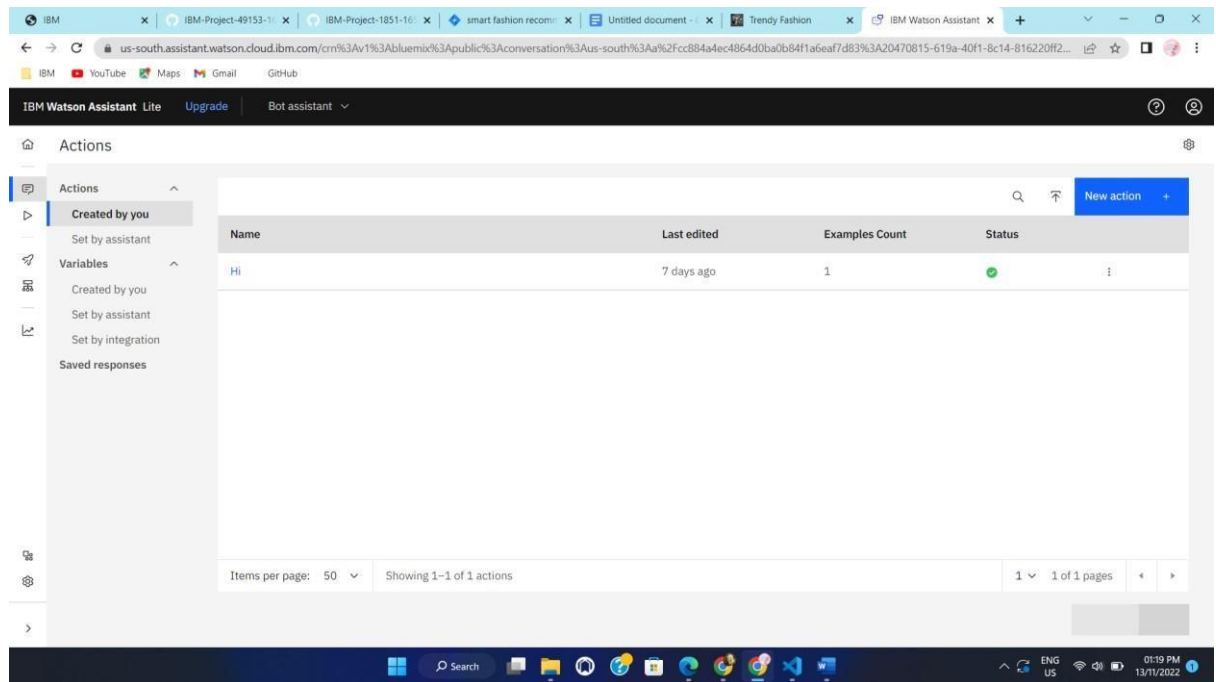 IBM
IBM-Project-49153-1
IBM-Project-1851-16
smart fashion recomm
Untitled document -
Trendy Fashion
IBM Watson Assistant
us-south.assistant.watson.cloud.ibm.com/crn%3Av1%3Abluemix%3Apublic%3Aconversation%3Aus-south%3Aa%2Fcc884a4ec4864d0ba0b84f1a6eaf7d83%3A20470815-619a-40f1-8c14-816220ff2...
IBM YouTube Maps Gmail GitHub
IBM Watson Assistant Lite Upgrade Bot assistant
Actions
Actions
Created by you
Set by assistant
Variables
Created by you
Set by assistant
Set by integration
Saved responses
New action +
Name Last edited Examples Count Status
Hi 7 days ago 1
Items per page: 50 Showing 1–1 of 1 actions 1 1 of 1 pages
Search
ENG
US
01:19 PM
13/11/2022
1